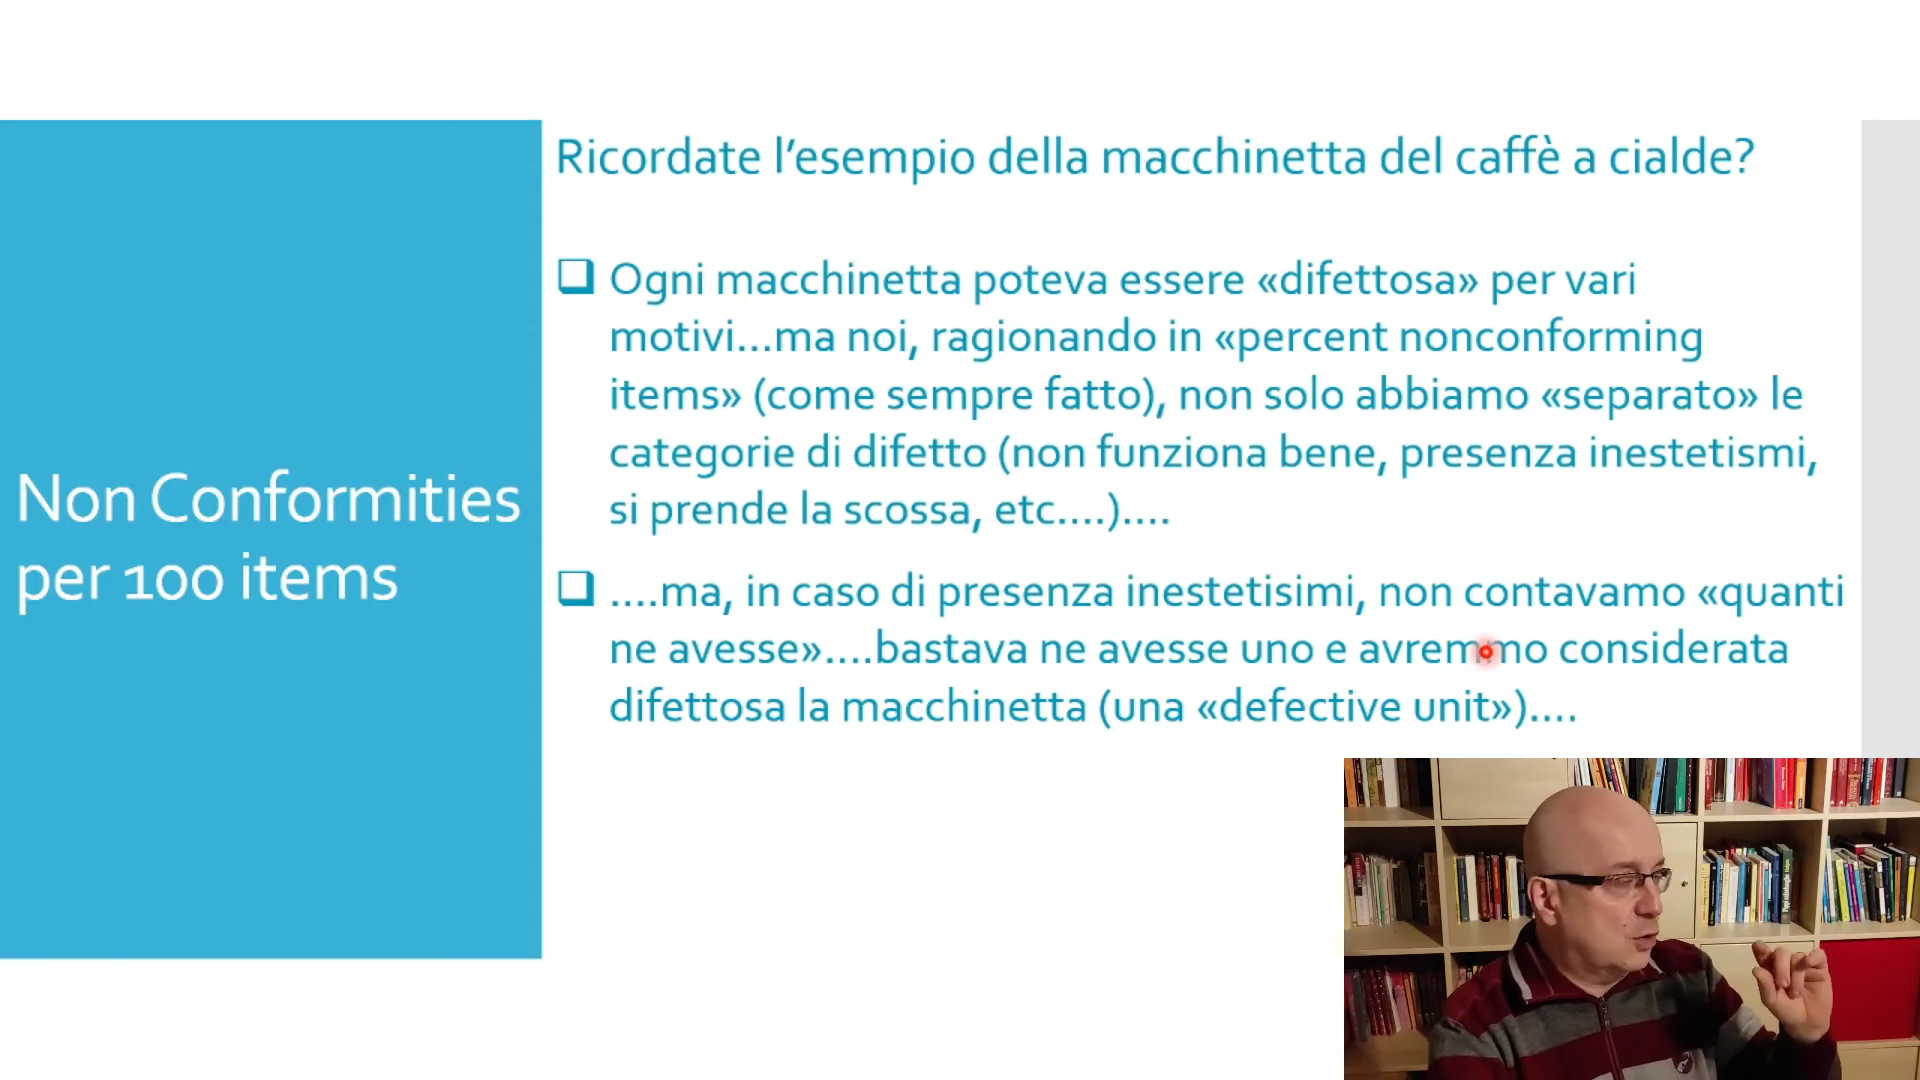 Non Conformities
per 100 items
Ricordate l’esempio della macchinetta del caffè a cialde?
❑ Ogni macchinetta poteva essere «difettosa» per vari
motivi...ma noi, ragionando in «percent nonconforming
items» (come sempre fatto), non solo abbiamo «separato» le
categorie di difetto (non funziona bene, presenza inestetismi,
si prende la scossa, etc....)....
❑ ....ma, in caso di presenza inestetisimi, non contavamo «quanti
ne avesse»....bastava ne avesse uno e avremmo considerata
difettosa la macchinetta (una «defective unit»)....